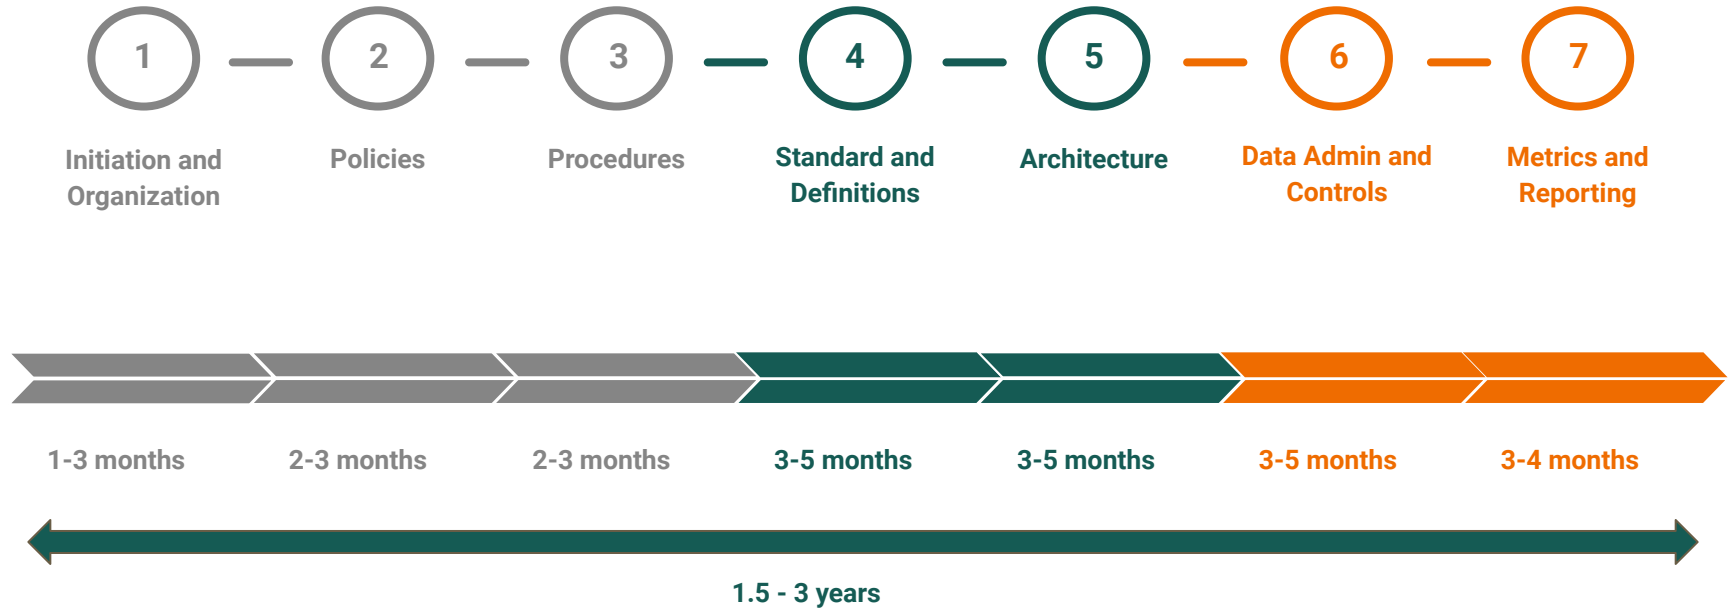 1
2
3
4
5
6
7
Initiation and
Organization
Policies
Procedures
Standard and
Definitions
Architecture
Data Admin and
Controls
Metrics and
Reporting
1-3 months
2-3 months
2-3 months
3-5 months
3-5 months
3-5 months
3-4 months
1.5 - 3 years